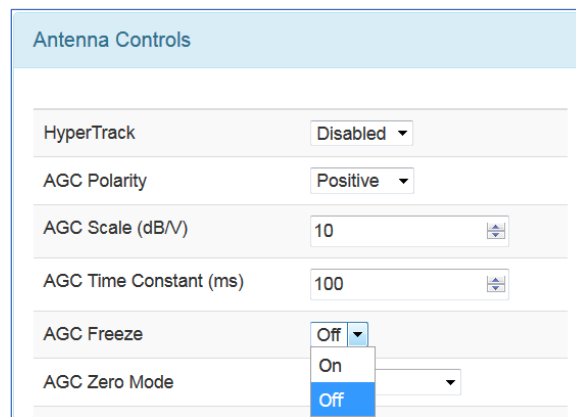 Antenna Controls
HyperTrack Disabled
AGC Polarity Positive
AGC Scale (dB/V) 10
AGC Time Constant (ms) 100
AGC Freeze Off
On
AGC Zero Mode
Off